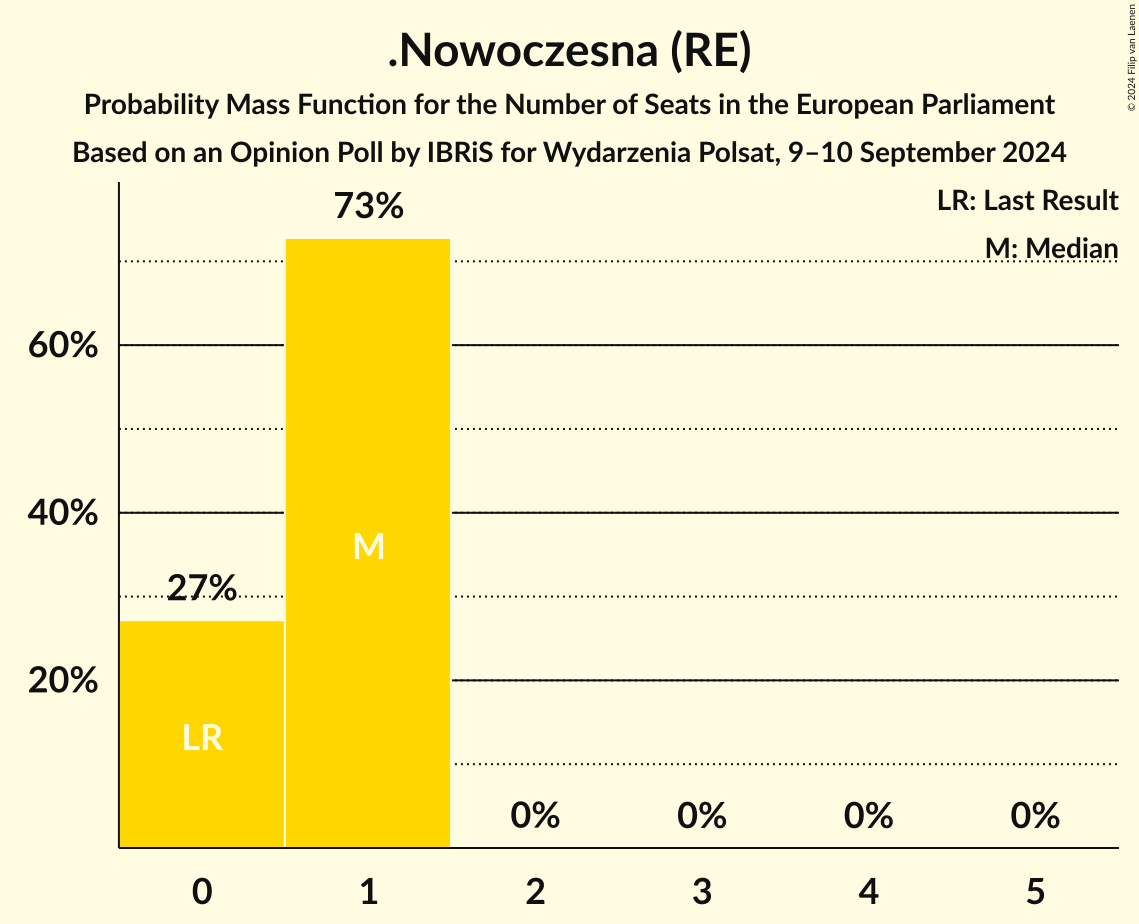 .Nowoczesna (RE)
Probability Mass Function for the Number of Seats in the European Parliament
Based on an Opinion Poll by IBRiS for Wydarzenia Polsat, 9–10 September 2024
© 2024 Filip van Laenen
LR: Last Result
M: Median
73%
60%
40%
M
27%
20%
LR
0% 0% 0% 0%
0 1 2 3 4 5